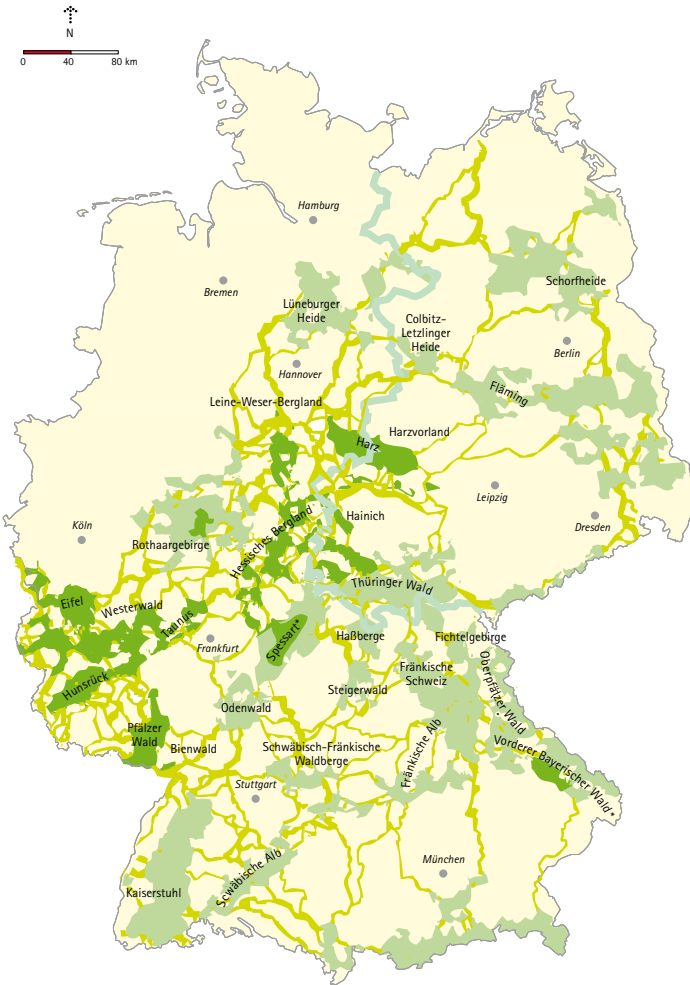 N
0
40
80 km
Hamburg
Bremen
Lüneburger
Heide
Schorfheide
Colbitz-
Letzlinger
Heide
Berlin
Hannover
Fläming
Leine-Weser-Bergland
Harz
Harzvorland
Leipzig
Köln
Hainich
Dresden
Rothaargebirge
Hessisches Bergland
Thüringer Wald
Eifel
Westerwald
Taunus
Frankfurt
Spessart*
Haßberge
Fichtelgebirge
Hunsrück
Fränkische
Schweiz
Oberpfälzer Wald
Steigerwald
Odenwald
Pfälzer
Wald
Bienwald
Schwäbisch-Fränkische
Waldberge
Fränkische Alb
Vorderer Bayerischer Wald*
Stuttgart
München
Scwäbische Alb
Kaiserstuhl